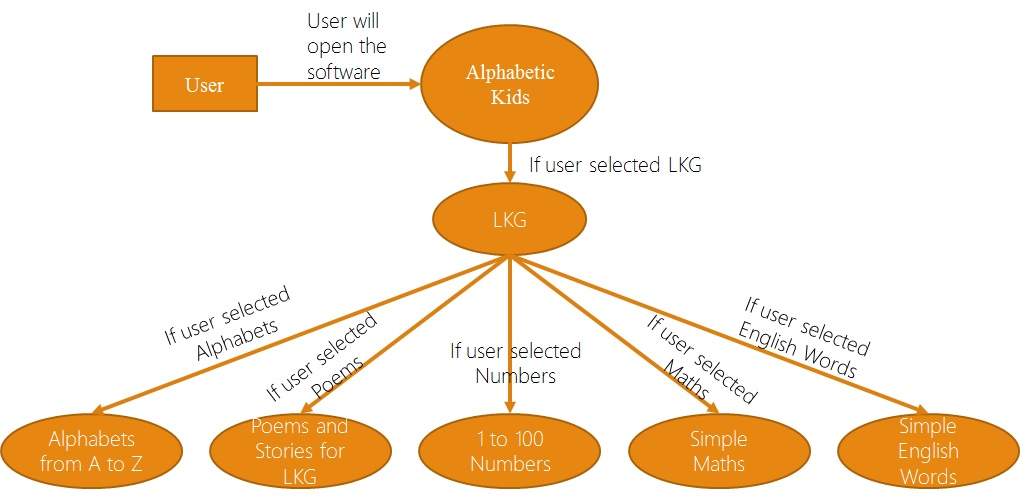 User will
open the
software
User
Alphabetic
Kids
If user selected LKG
LKG
If user selected
Alphabets
If user selected
Poems
If user selected
Numbers
If user selected
Maths
If user selected
English Words
Alphabets
from A to Z
Poems and
Stories for
LKG
1 to 100
Numbers
Simple
Maths
Simple
English
Words